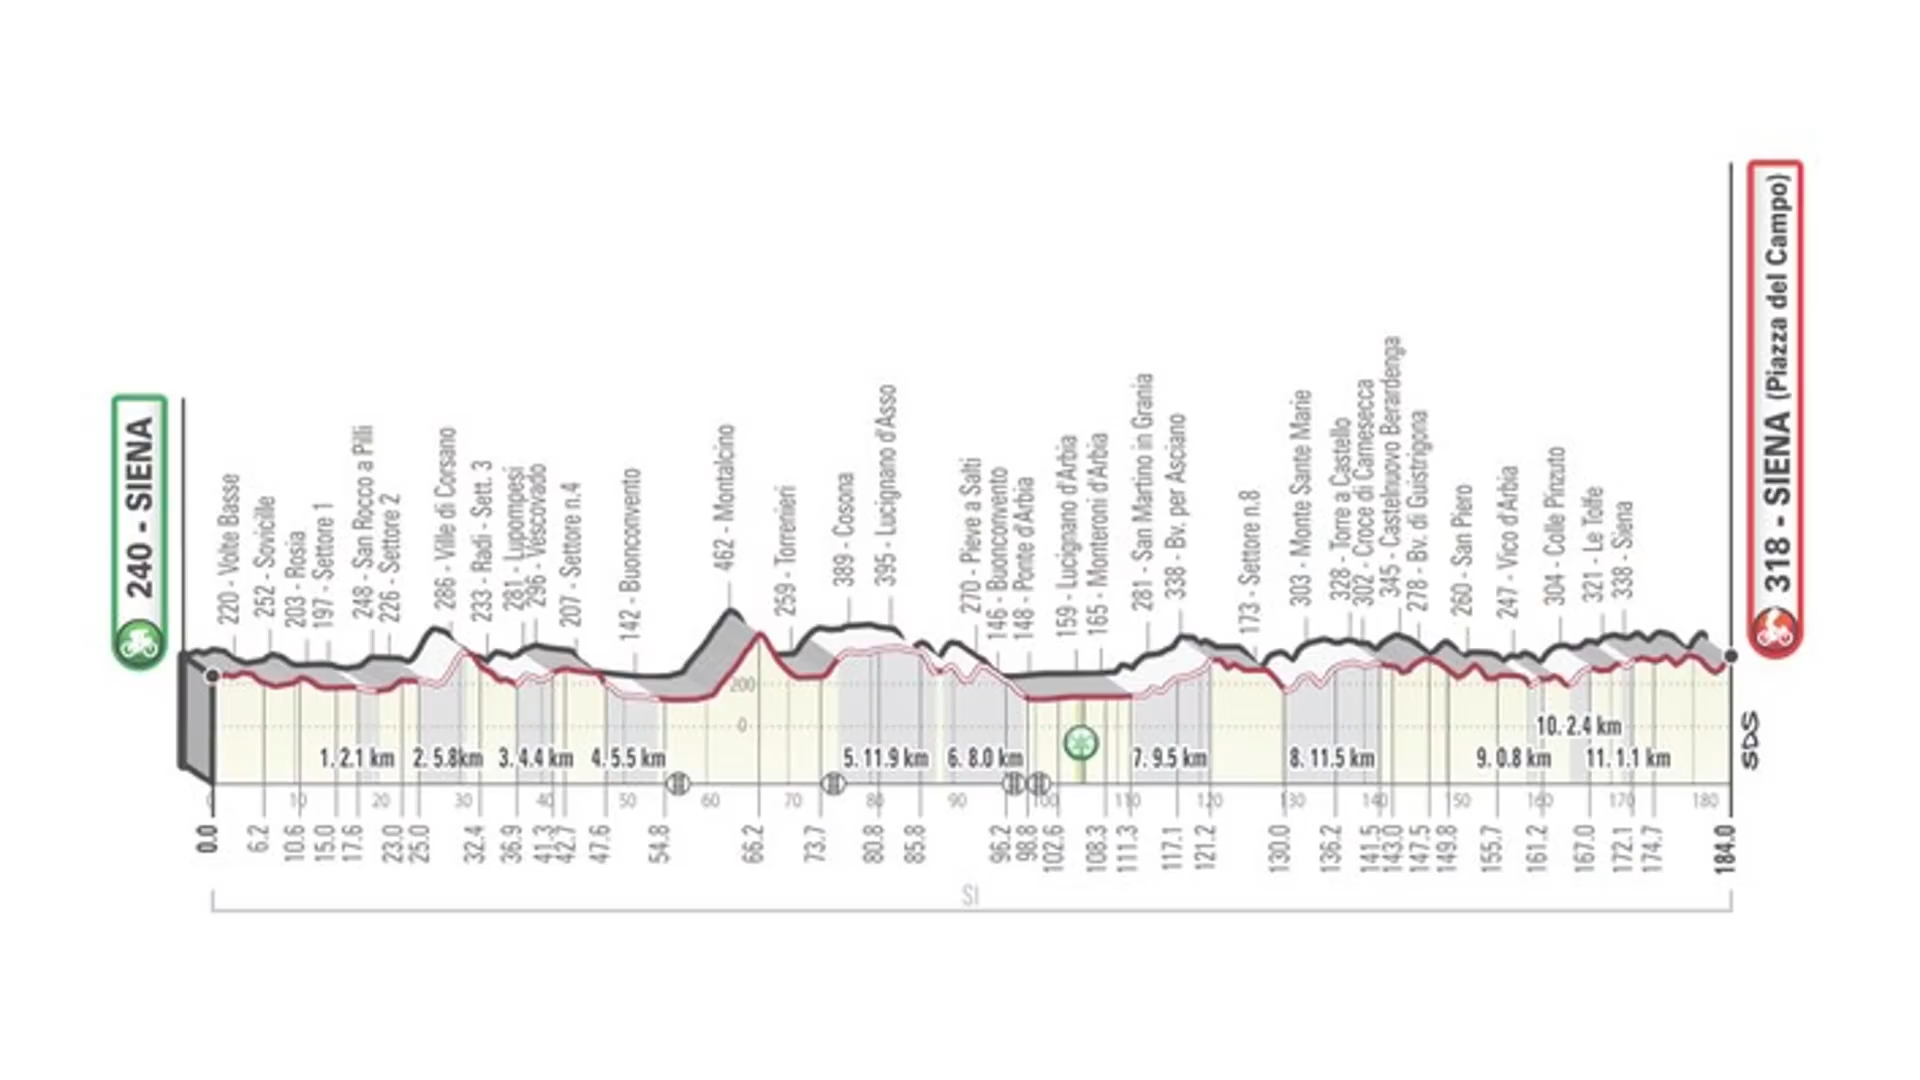 240 - SIENA
220 - Volte Basse
252 - Sovicille
203 - Rosia
197 - Settore 1
248 - San Rocco a Pilli
226 - Settore 2
286 - Ville di Corsano
233 - Radi - Sett. 3
281 - Lupompesi
296 - Vescovado
207 - Settore n.4
142 - Buonconvento
462 - Montalcino
259 - Torrenieri
389 - Cosona
395 - Lucignano d'Asso
270 - Pieve a Salti
146 - Buonconvento
148 - Ponte d'Arbia
159 - Lucignano d'Arbia
165 - Monteroni d'Arbia
281 - San Martino in Grania
338 - Bv. per Asciano
173 - Settore n.8
303 - Monte Sante Marie
328 - Torre a Castello
302 - Croce di Carnesecca
345 - Castelnuovo Berardenga
278 - Bv. di Guistrigona
260 - San Piero
247 - Vico d'Arbia
304 - Colle Pinzuto
321 - Le Tolfe
338 - Siena
318 - SIENA (Piazza del Campo)
200
0
1. 2.1 km
2. 5.8km
3. 4.4 km
4. 5.5 km
5. 11.9 km
6. 8.0 km
7. 9.5 km
8. 11.5 km
9. 0.8 km
10. 2.4 km
11. 1.1 km
SDS
0 10 20 30 40 50 60 70 80 90 100 110 120 130 140 150 160 170 180
0.0 6.2 10.6 15.0 17.6 23.0 25.0 32.4 36.9 41.3 42.7 47.6 54.8 66.2 73.7 80.8 85.8 96.2 98.8 102.6 108.3 111.3 117.1 121.2 130.0 136.2 141.5 143.0 147.5 149.8 155.7 161.2 167.0 172.1 174.7 184.0
SI